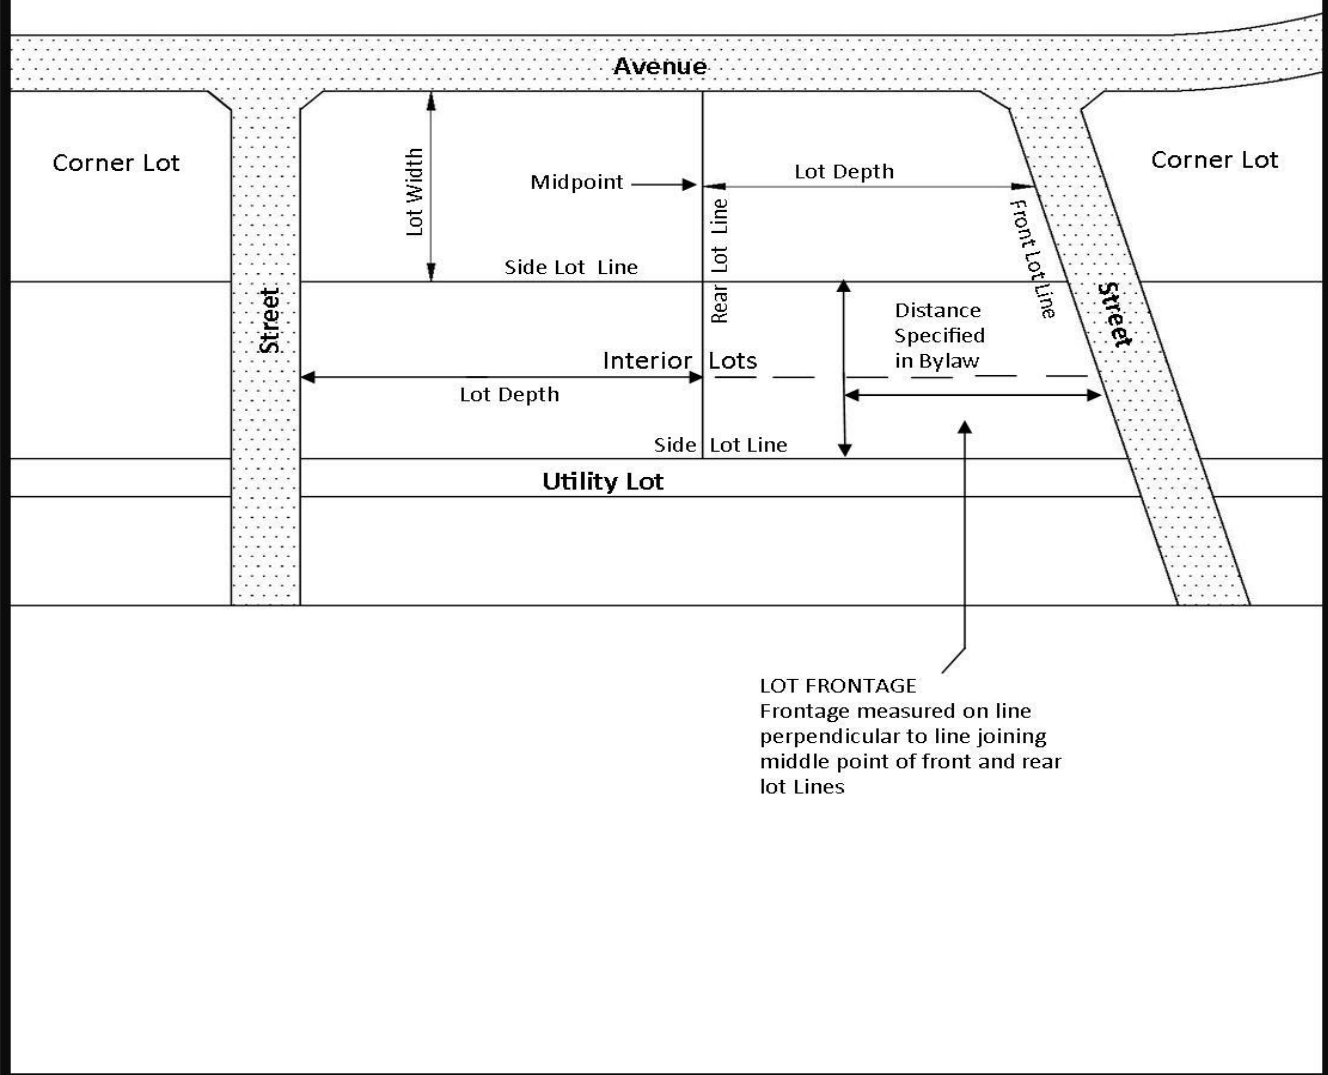 Avenue
Corner Lot
Lot Width
Midpoint
Lot Depth
Corner Lot
Rear Lot Line
Front Lot Line
Side Lot Line
Street
Street
Distance
Specified
in Bylaw
Interior Lots
Lot Depth
Side Lot Line
Utility Lot
LOT FRONTAGE
Frontage measured on line
perpendicular to line joining
middle point of front and rear
lot Lines